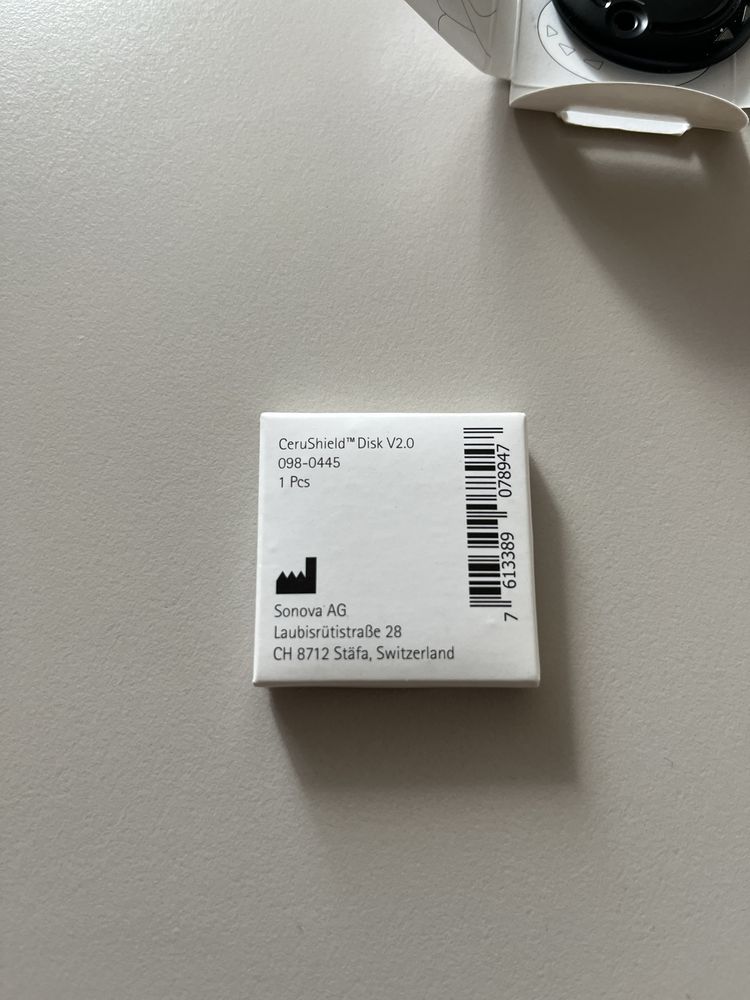 CeruShield™ Disk V2.0
098-0445
1 Pcs
Sonova AG
Laubisrütistraße 28
CH 8712 Stäfa, Switzerland
7 613389 078947